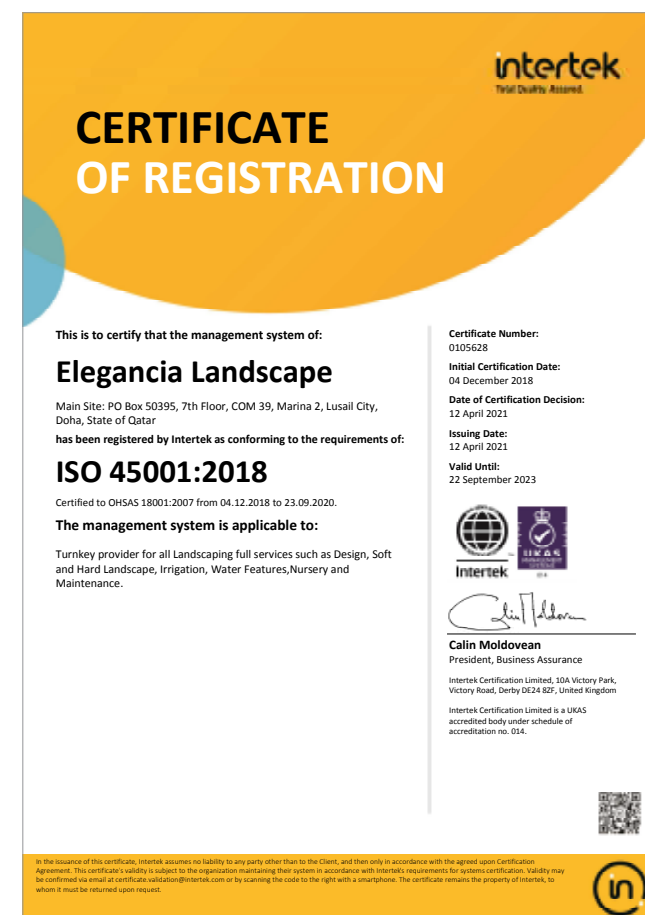 intertek
Total Quality. Assured.
CERTIFICATE
OF REGISTRATION
This is to certify that the management system of:
Elegancia Landscape
Main Site: PO Box 50395, 7th Floor, COM 39, Marina 2, Lusail City,
Doha, State of Qatar
has been registered by Intertek as conforming to the requirements of:
ISO 45001:2018
Certified to OHSAS 18001:2007 from 04.12.2018 to 23.09.2020.
The management system is applicable to:
Turnkey provider for all Landscaping full services such as Design, Soft
and Hard Landscape, Irrigation, Water Features,Nursery and
Maintenance.
Certificate Number:
0105628
Initial Certification Date:
04 December 2018
Date of Certification Decision:
12 April 2021
Issuing Date:
12 April 2021
Valid Until:
22 September 2023
Intertek
UKAS
MANAGEMENT
SYSTEMS
014
Calin Moldovean
President, Business Assurance
Intertek Certification Limited, 10A Victory Park,
Victory Road, Derby DE24 8ZF, United Kingdom
Intertek Certification Limited is a UKAS
accredited body under schedule of
accreditation no. 014.
In the issuance of this certificate, Intertek assumes no liability to any party other than to the Client, and then only in accordance with the agreed upon Certification
Agreement. This certificate's validity is subject to the organization maintaining their system in accordance with Intertek's requirements for systems certification. Validity may
be confirmed via email at certificate.validation@intertek.com or by scanning the code to the right with a smartphone. The certificate remains the property of Intertek, to
whom it must be returned upon request.
in